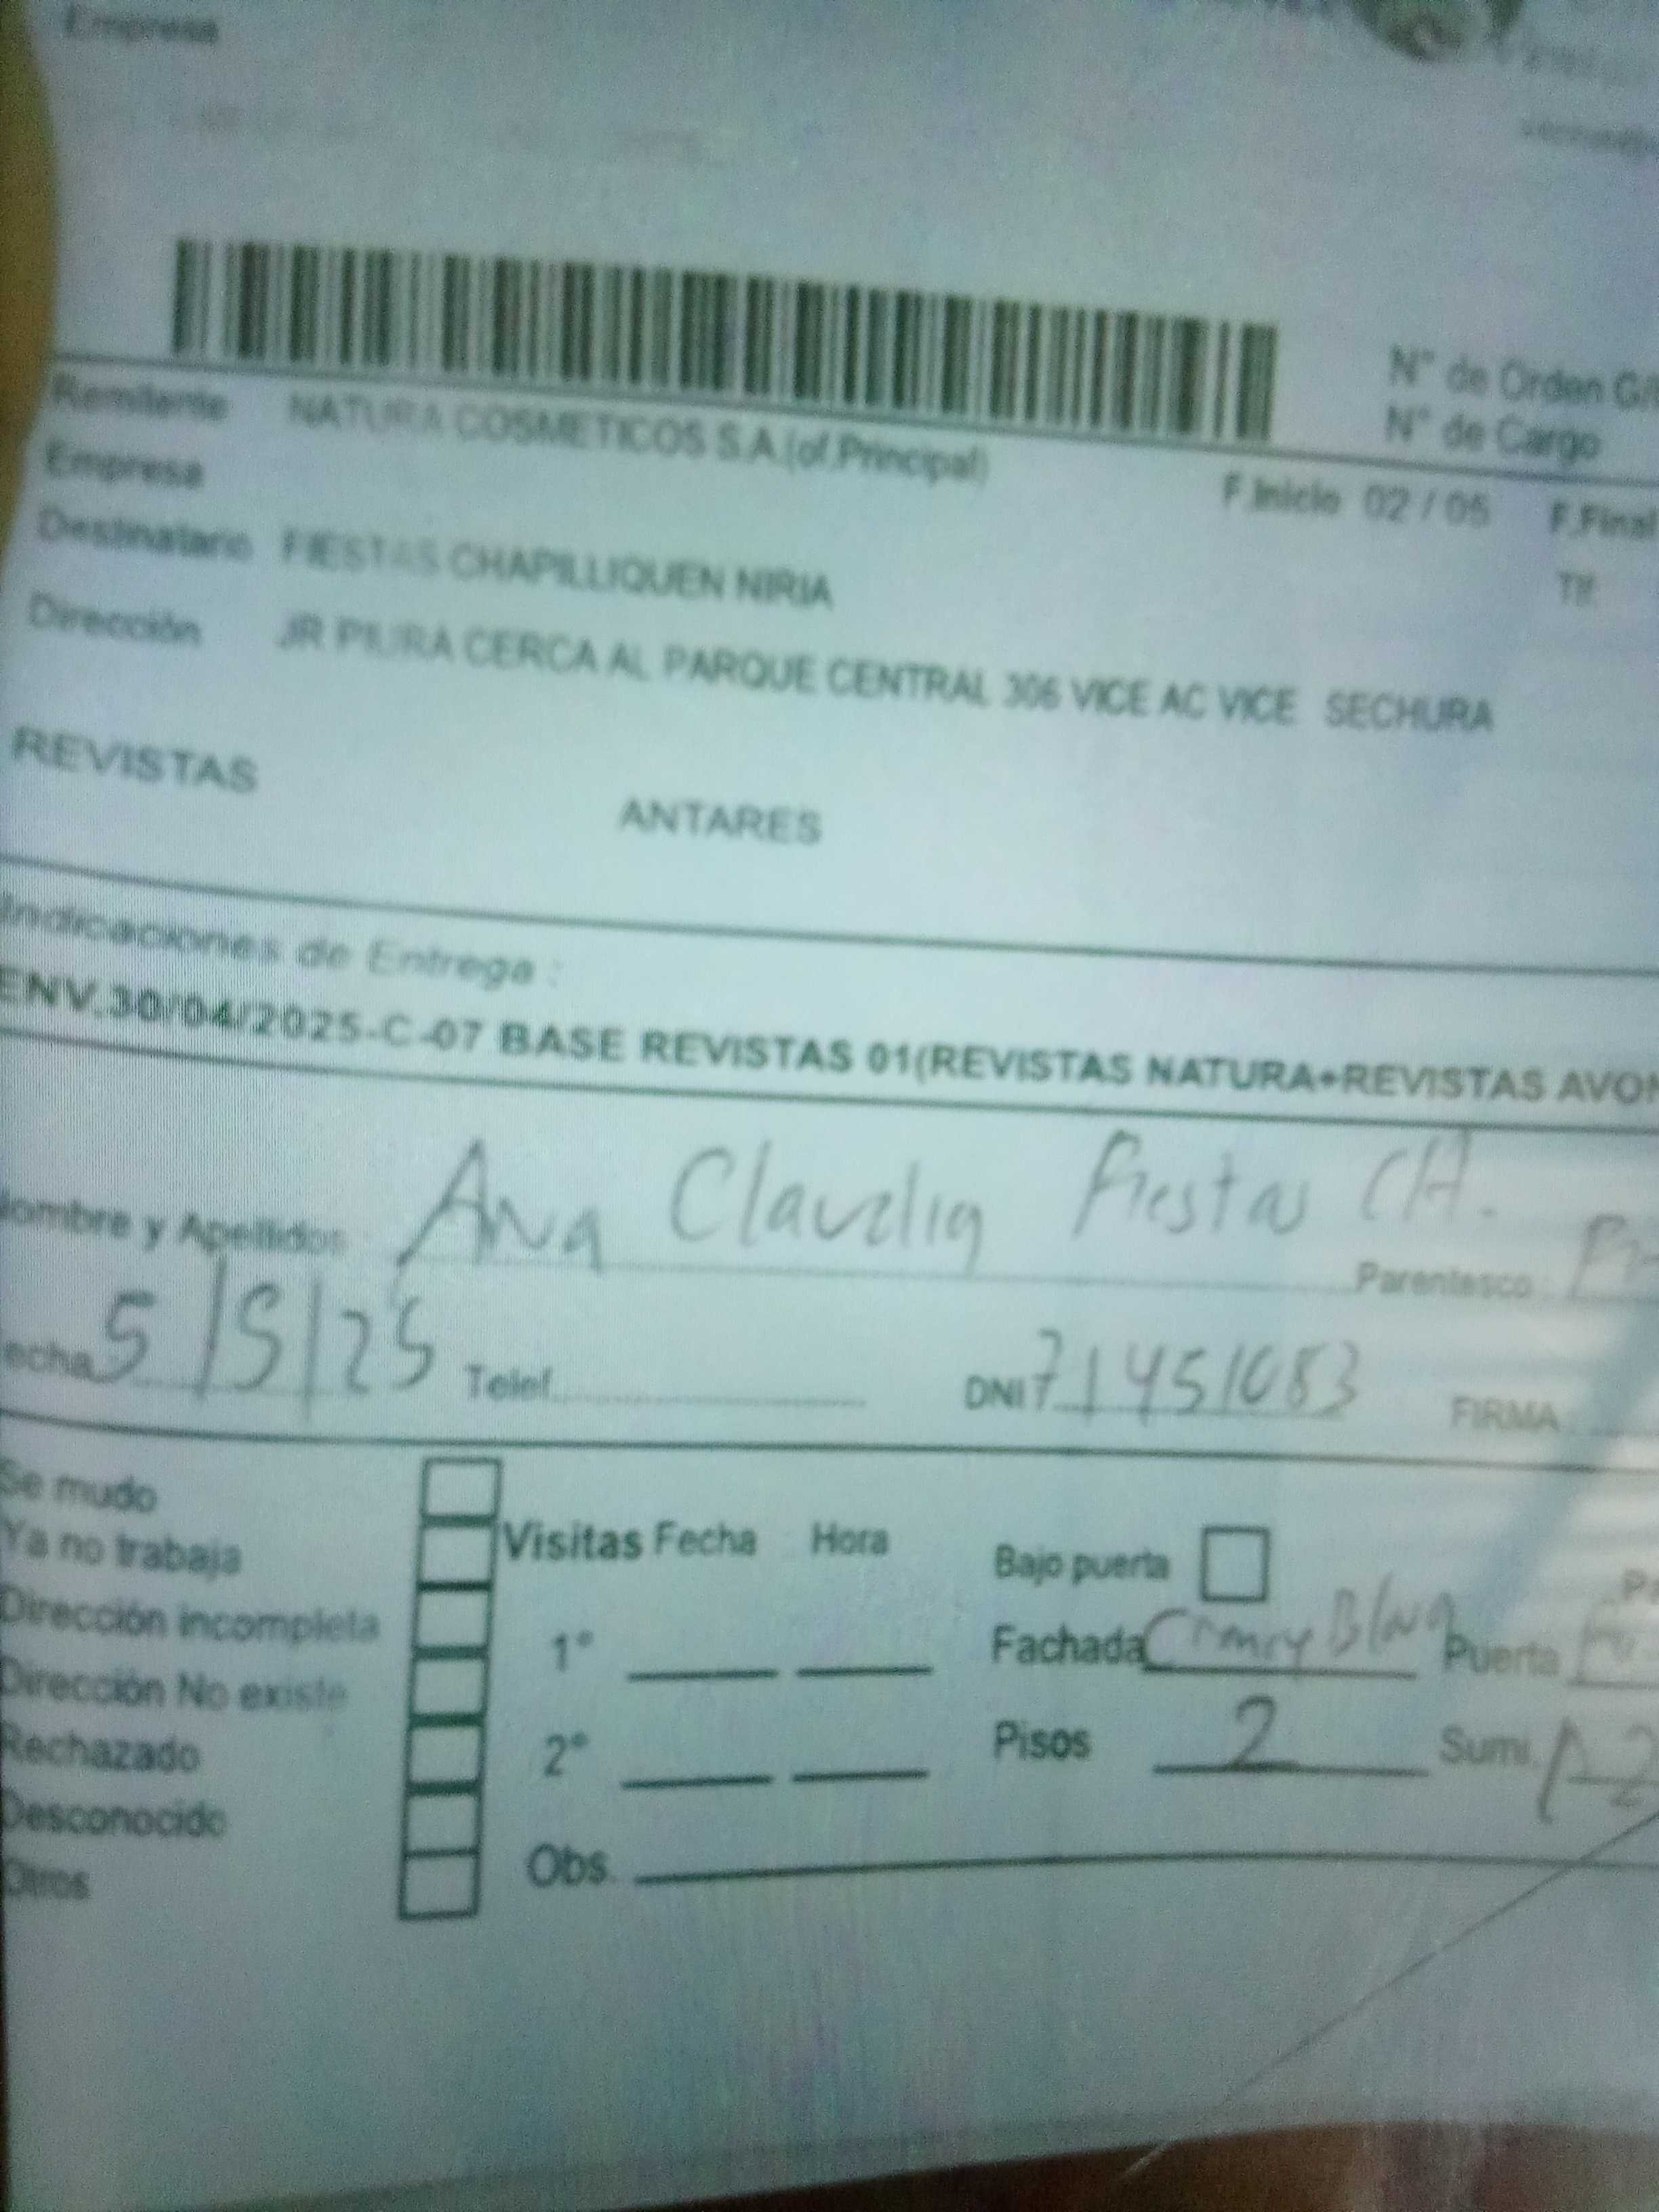 Empresa
N° de Orden G/
N° de Cargo
Remitente NATURA COSMETICOS S.A.(of.Principal)
Empresa F.Inicio 02 / 05 F.Final
Destinatario FIESTAS CHAPILLIQUEN NIRIA Tlf.
Dirección JR PIURA CERCA AL PARQUE CENTRAL 306 VICE AC VICE SECHURA
REVISTAS
ANTARES
Indicaciones de Entrega :
ENV.30/04/2025-C-07 BASE REVISTAS 01(REVISTAS NATURA+REVISTAS AVON
Nombre y Apellidos: Ana Claudia Fiestas CH. Parentesco:
echa 5/5/25 Telef. DNI 71451083 FIRMA
Se mudo
Ya no trabaja
Dirección incompleta
Dirección No existe
Rechazado
Desconocido
Otros
Visitas Fecha Hora
1°
2°
Obs.
Bajo puerta
Fachada Puerta
Pisos 2 Sumi.